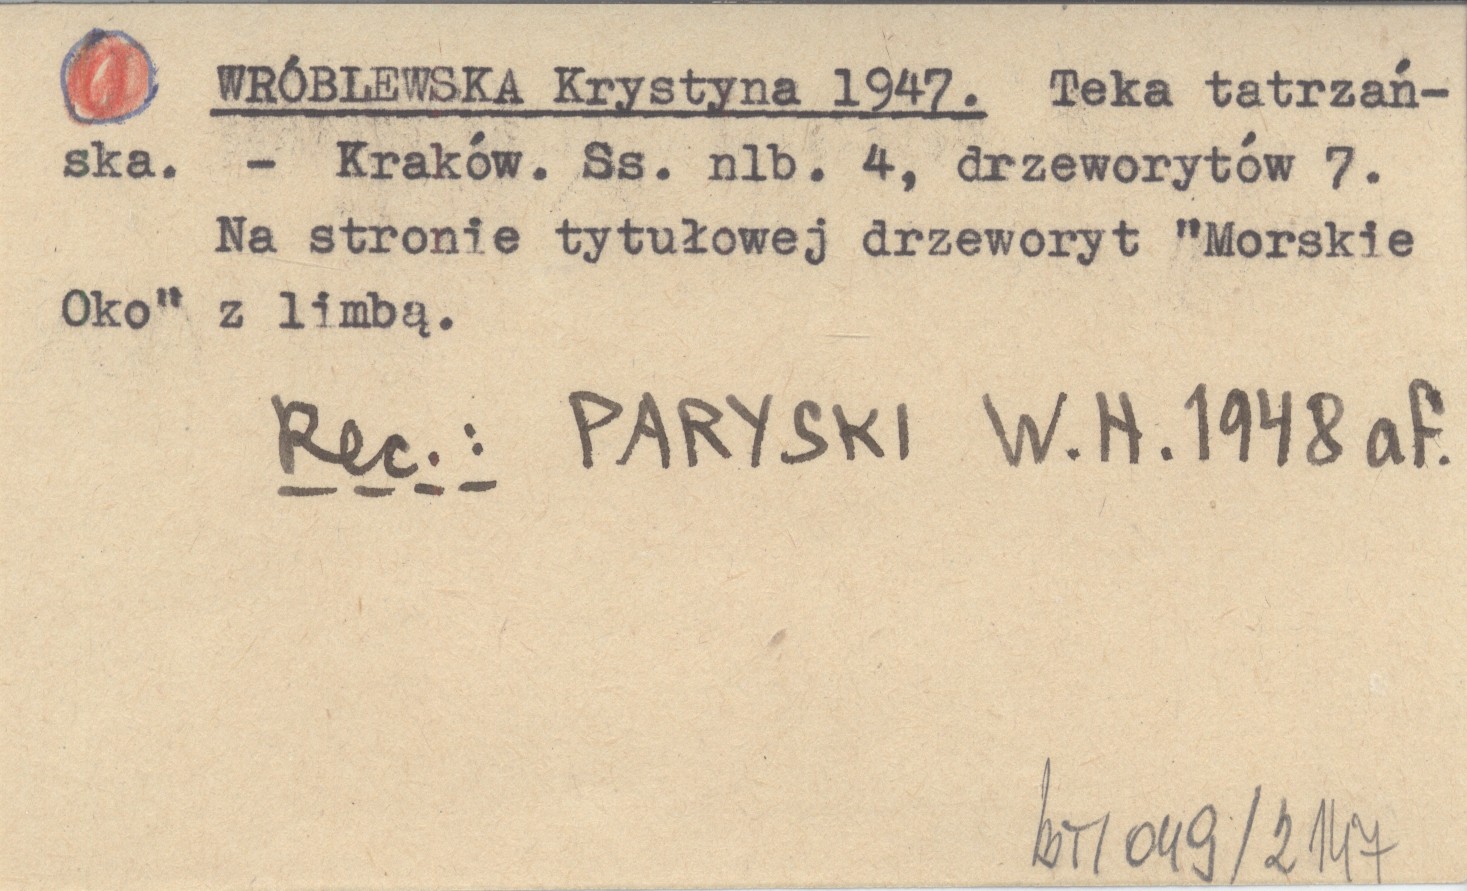 WRÓBLEWSKA Krystyna 1947. Teka tatrzań-
ska. - Kraków. Ss. nlb. 4, drzeworytów 7.
Na stronie tytułowej drzeworyt "Morskie
Oko" z limbą.
Rec.: PARYSKI W.H. 1948 af.
049/2147